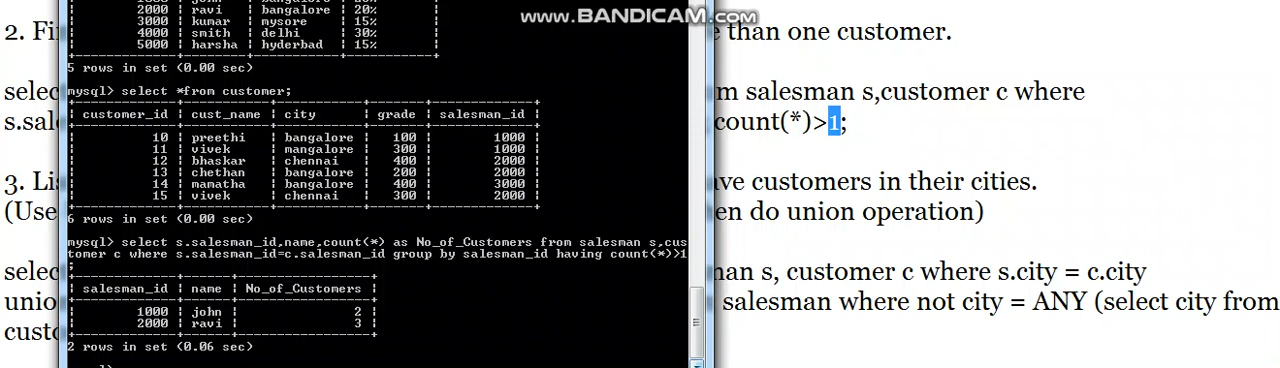 www.BANDICAM.com
2. Fi
e than one customer.
2000 | ravi | bangalore | 20%
3000 | kumar | mysore | 15%
4000 | smith | delhi | 30%
5000 | harsha | hyderbad | 15%
5 rows in set (0.00 sec)
mysql> select *from customer;
selec
m salesman s,customer c where
| customer_id | cust_name | city | grade | salesman_id |
s.sal
count(*)>1;
| 10 | preethi | bangalore | 100 | 1000 |
| 11 | vivek | mangalore | 300 | 1000 |
| 12 | bhaskar | chennai | 400 | 2000 |
| 13 | chethan | bangalore | 200 | 2000 |
| 14 | mamatha | bangalore | 400 | 3000 |
| 15 | vivek | chennai | 300 | 2000 |
3. Li
ave customers in their cities.
(Use
en do union operation)
6 rows in set (0.00 sec)
mysql> select s.salesman_id,name,count(*) as No_of_Customers from salesman s,cus
tomer c where s.salesman_id=c.salesman_id group by salesman_id having count(*)>1
;
selec
man s, customer c where s.city = c.city
| salesman_id | name | No_of_Customers |
unio
salesman where not city = ANY (select city from
| 1000 | john | 2 |
| 2000 | ravi | 3 |
custo
2 rows in set (0.06 sec)